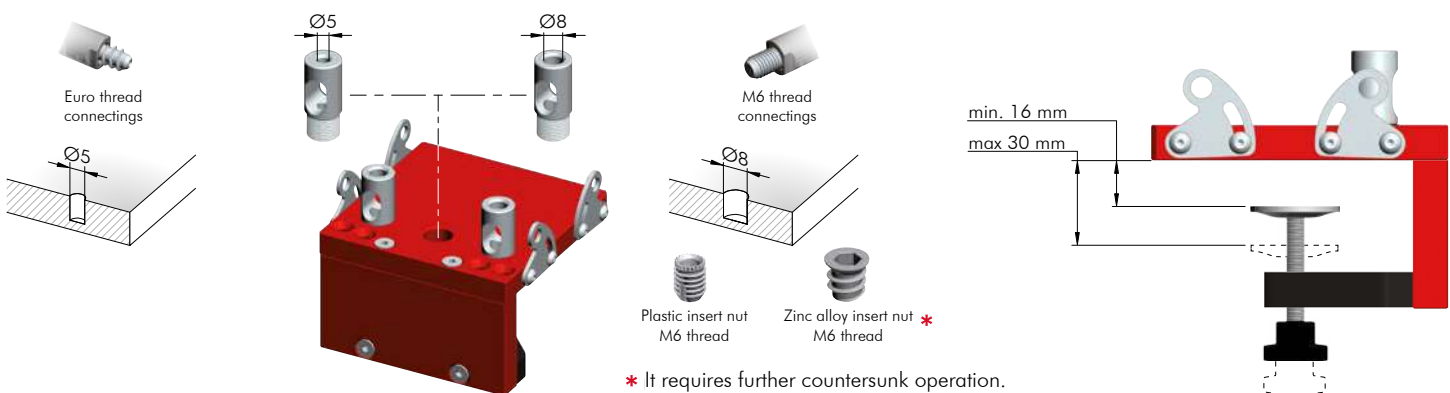 Ø5
Euro thread
connectings
Ø5
Ø5
Ø8
M6 thread
connectings
Ø8
Plastic insert nut
M6 thread
Zinc alloy insert nut *
M6 thread
* It requires further countersunk operation.
min. 16 mm
max 30 mm